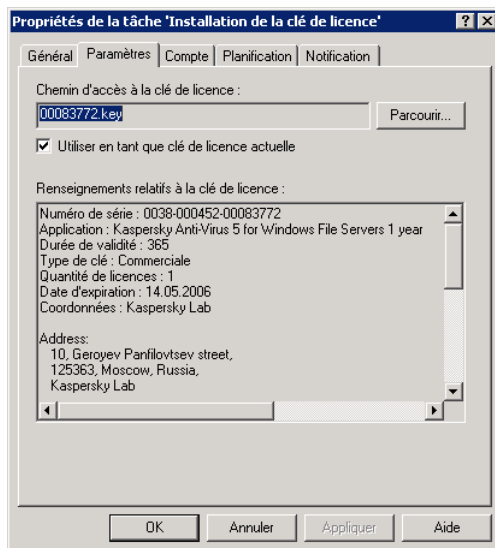 Propriétés de la tâche 'Installation de la clé de licence'
Général Paramètres Compte Planification Notification
Chemin d'accès à la clé de licence :
00083772.key Parcourir...
Utiliser en tant que clé de licence actuelle
Renseignements relatifs à la clé de licence :
Numéro de série : 0038-000452-00083772
Application : Kaspersky Anti-Virus 5 for Windows File Servers 1 year
Durée de validité : 365
Type de clé : Commerciale
Quantité de licences : 1
Date d'expiration : 14.05.2006
Coordonnées : Kaspersky Lab
Address:
10, Geroyev Panfilovtsev street,
125363, Moscow, Russia,
Kaspersky Lab
OK Annuler Appliquer Aide